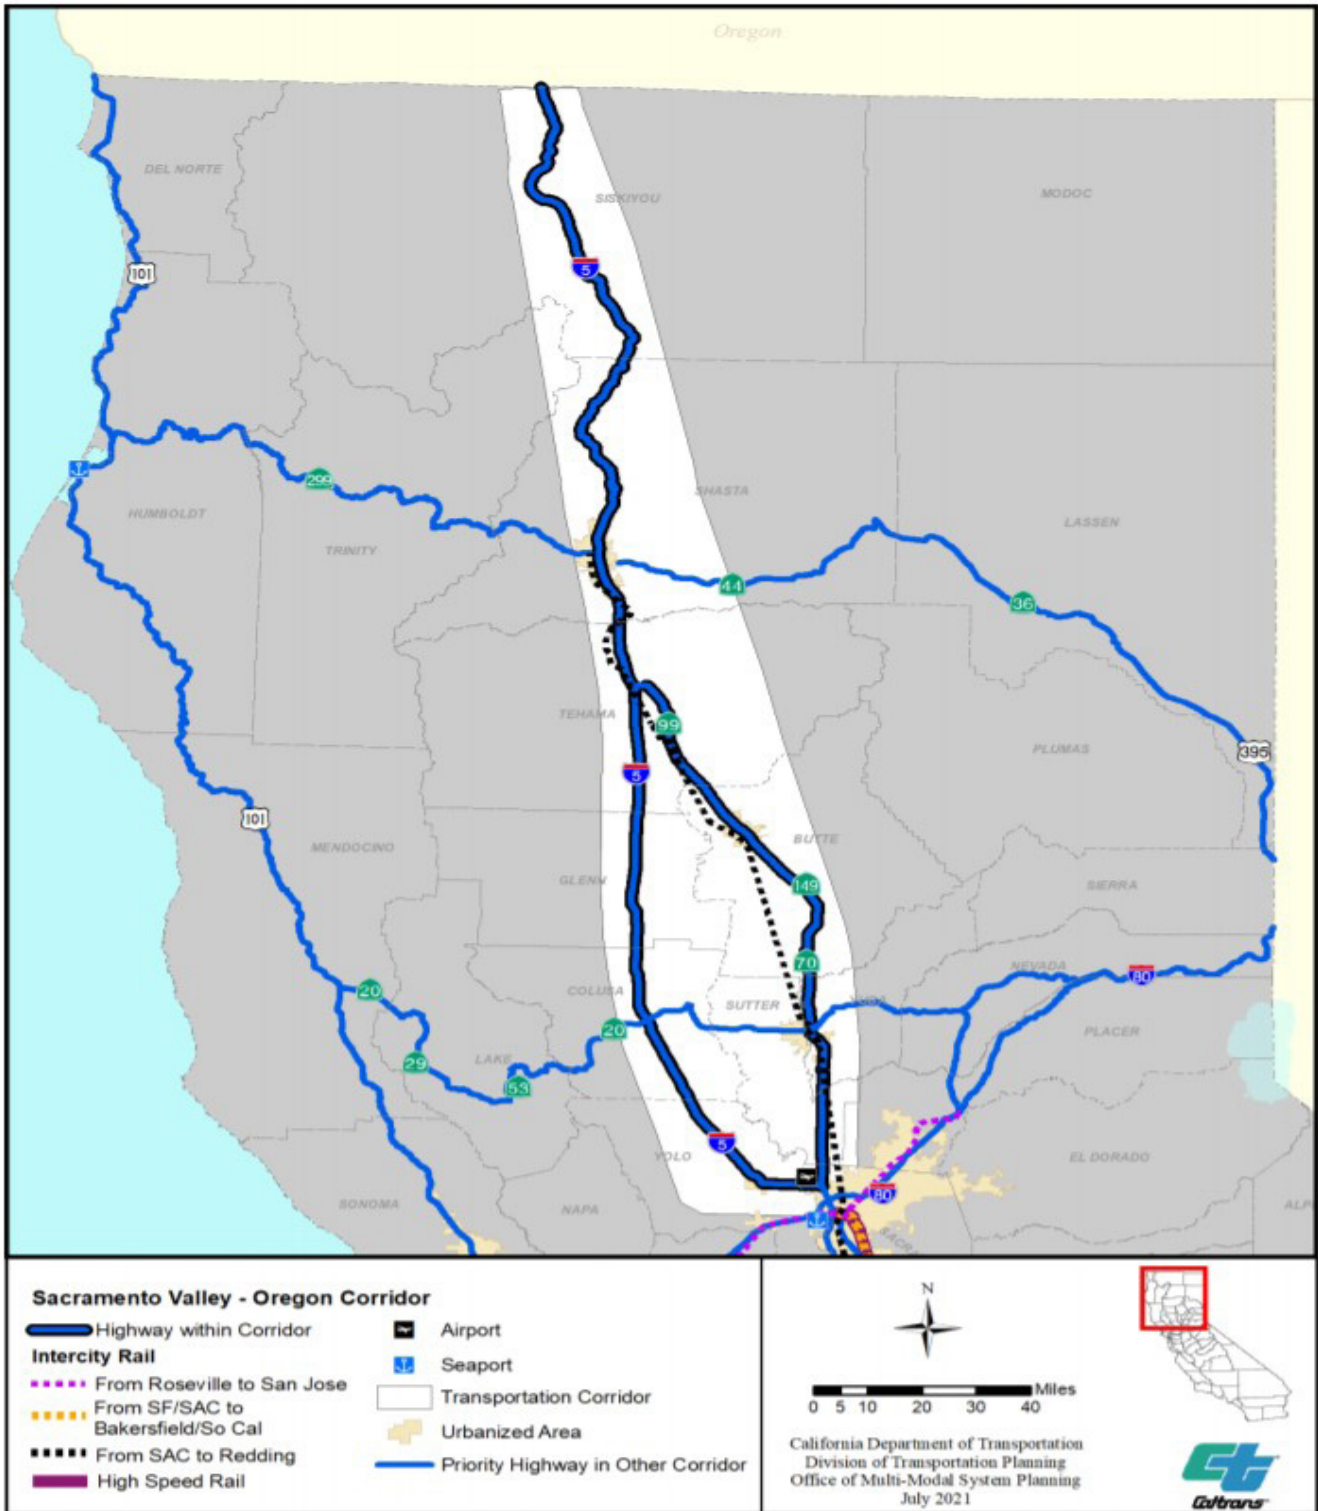 Oregon
DEL NORTE
SISKIYOU
MODOC
101
5
299
HUMBOLDT
TRINITY
SHASTA
LASSEN
44
36
TEHAMA
99
5
PLUMAS
395
101
MENDOCINO
BUTTE
GLENN
149
SIERRA
70
NEVADA
80
20
COLUSA
SUTTER
YUBA
20
PLACER
29
LAKE
53
5
YOLO
EL DORADO
80
SONOMA
NAPA
SACRA
ALPI
Sacramento Valley - Oregon Corridor
Highway within Corridor
Intercity Rail
From Roseville to San Jose
From SF/SAC to
Bakersfield/So Cal
From SAC to Redding
High Speed Rail
Airport
Seaport
Transportation Corridor
Urbanized Area
Priority Highway in Other Corridor
N
Miles
0 5 10 20 30 40
California Department of Transportation
Division of Transportation Planning
Office of Multi-Modal System Planning
July 2021
Caltrans